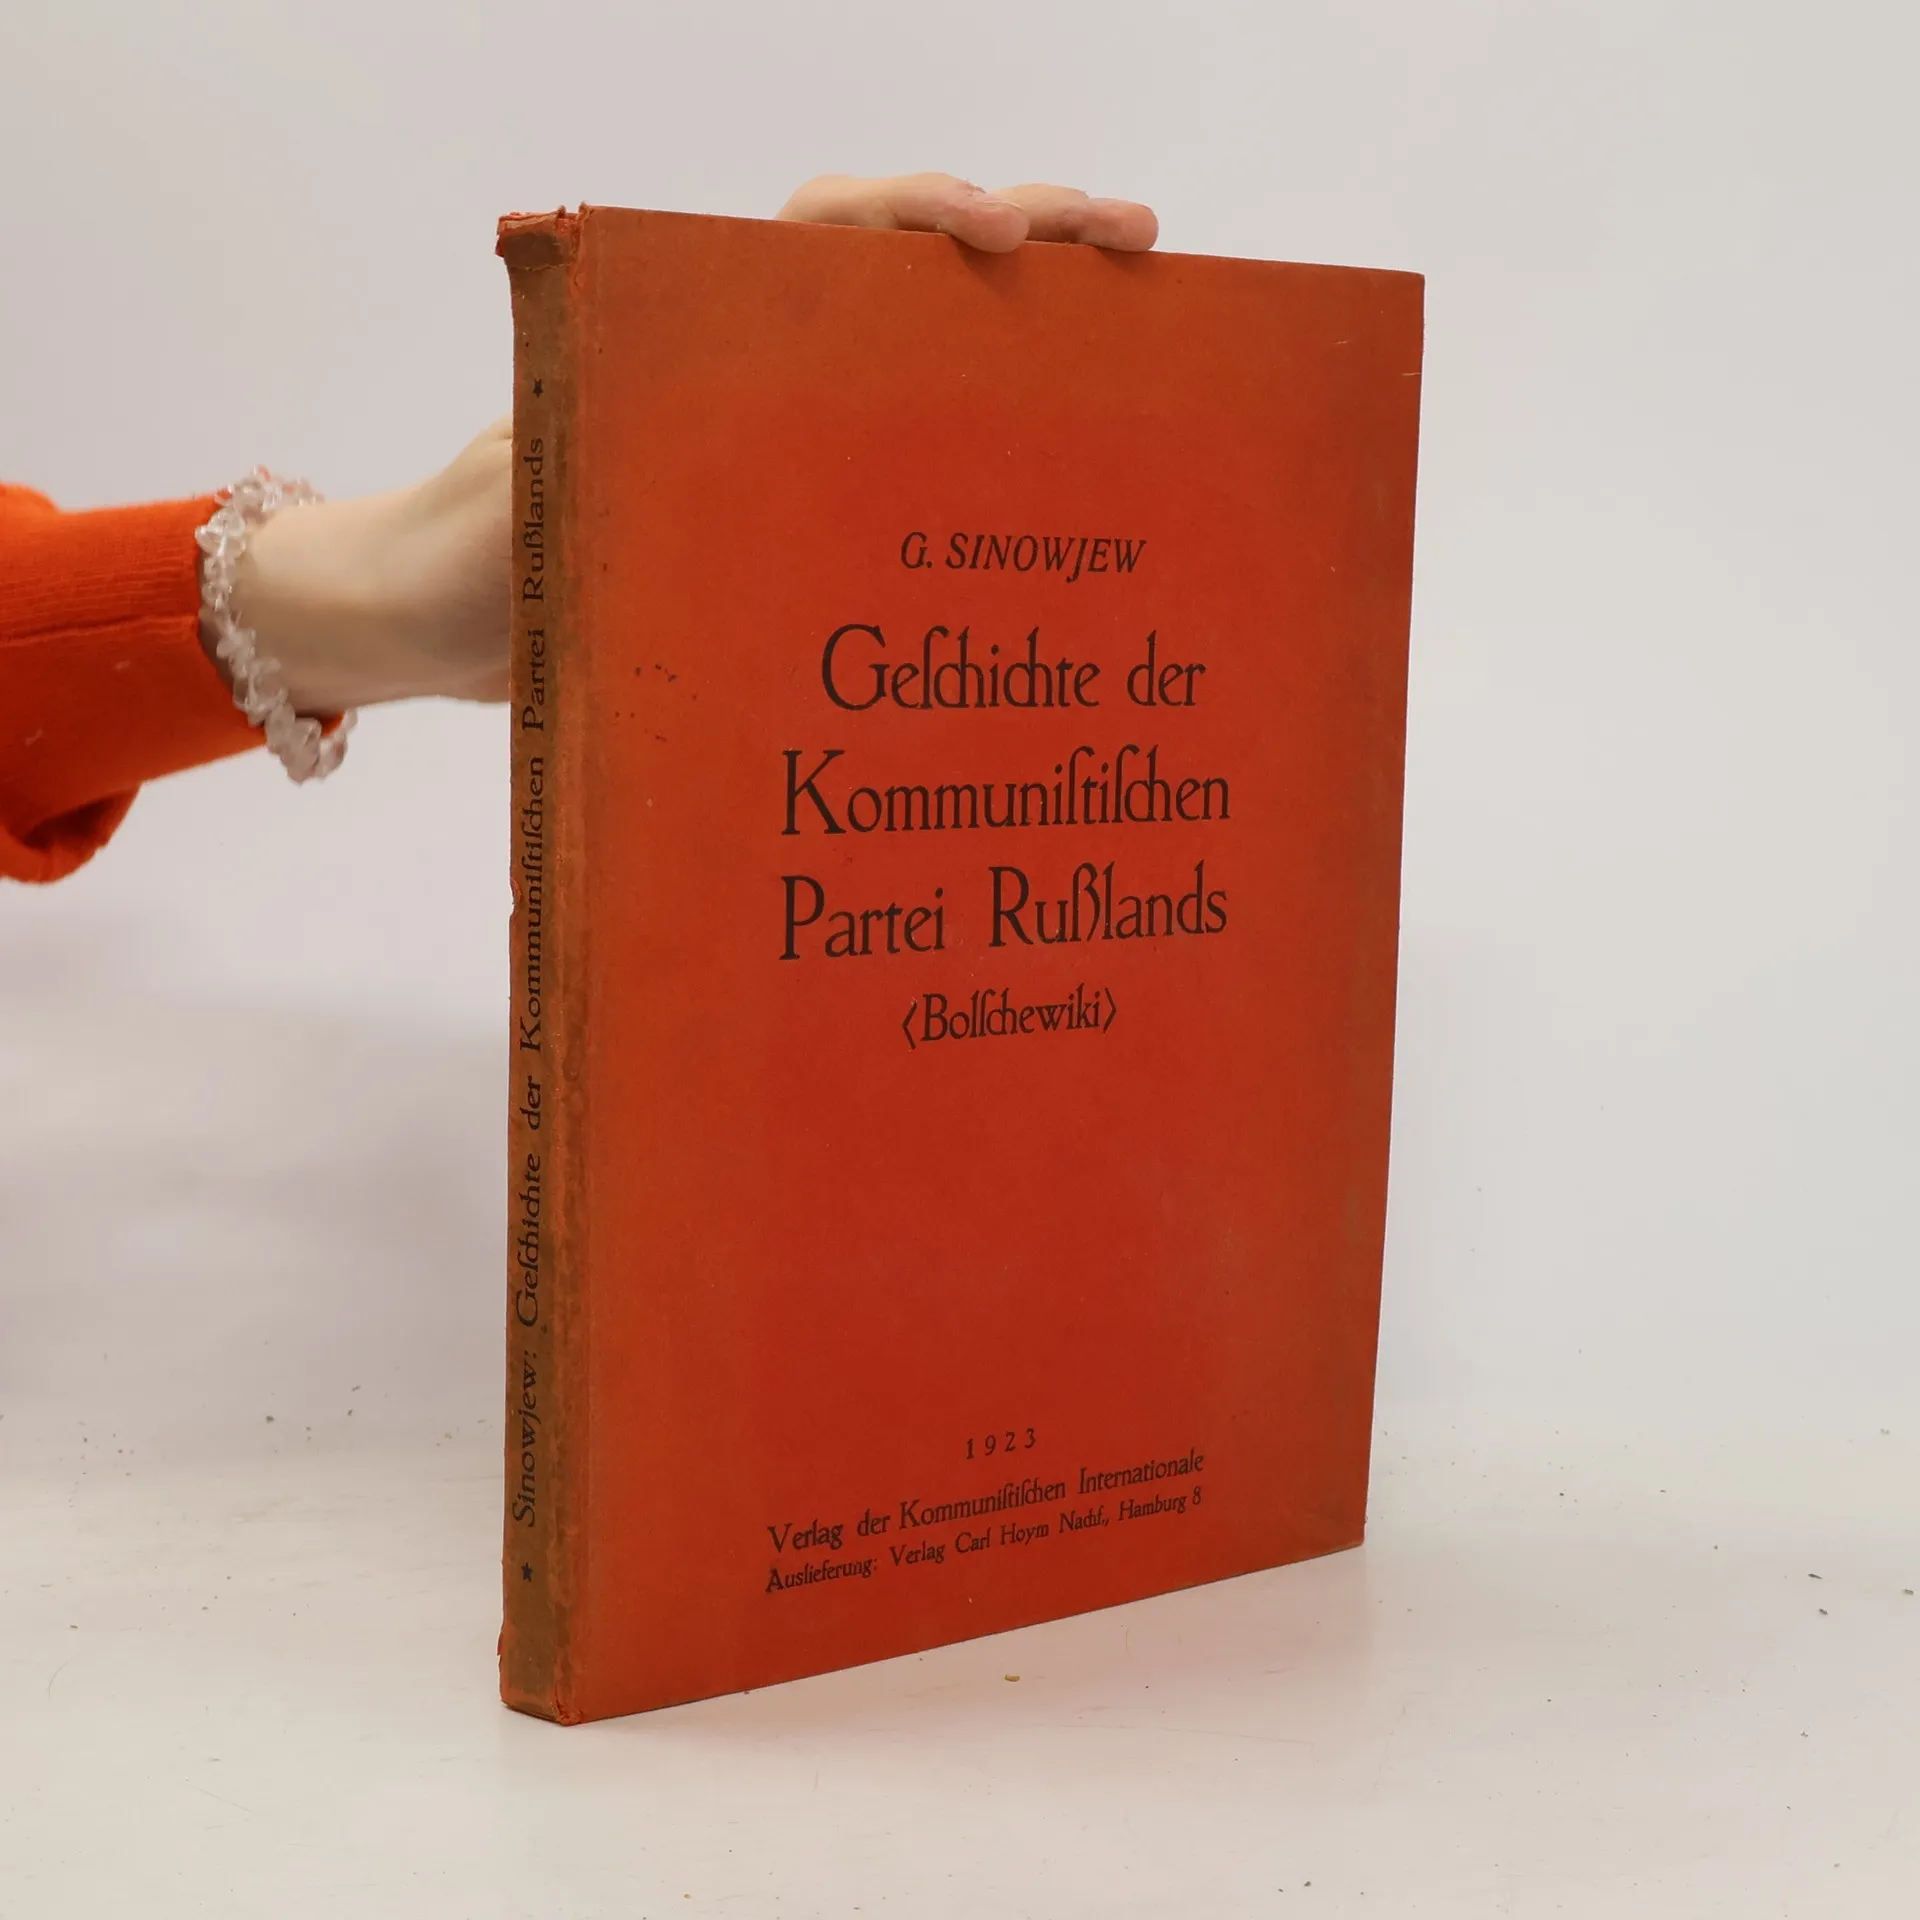 G. SINOWJEW
Geſchichte der
Kommuniſtiſchen
Partei Rußlands
⟨Bolſchewiki⟩
1923
Verlag der Kommuniſtiſchen Internationale
Auslieferung: Verlag Carl Hoym Nachf., Hamburg 8
★ Sinowjew: Geſchichte der Kommuniſtiſchen Partei Rußlands ★